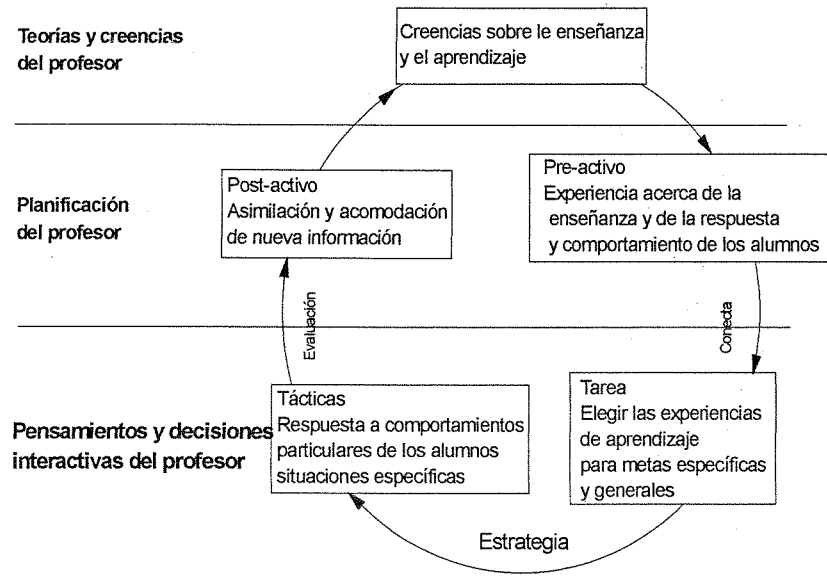 Teorías y creencias
del profesor
Creencias sobre le enseñanza
y el aprendizaje
Planificación
del profesor
Post-activo
Asimilación y acomodación
de nueva información
Pre-activo
Experiencia acerca de la
enseñanza y de la respuesta
y comportamiento de los alumnos
Evaluación
Conecta
Pensamientos y decisiones
interactivas del profesor
Tácticas
Respuesta a comportamientos
particulares de los alumnos
situaciones específicas
Tarea
Elegir las experiencias
de aprendizaje
para metas específicas
y generales
Estrategia